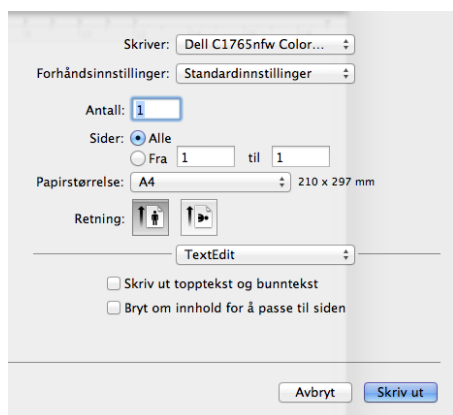 Skriver: Dell C1765nfw Color...
Forhåndsinnstillinger: Standardinnstillinger
Antall: 1
Sider: Alle
Fra 1 til 1
Papirstørrelse: A4 210 x 297 mm
Retning:
TextEdit
Skriv ut topptekst og bunntekst
Bryt om innhold for å passe til siden
Avbryt Skriv ut